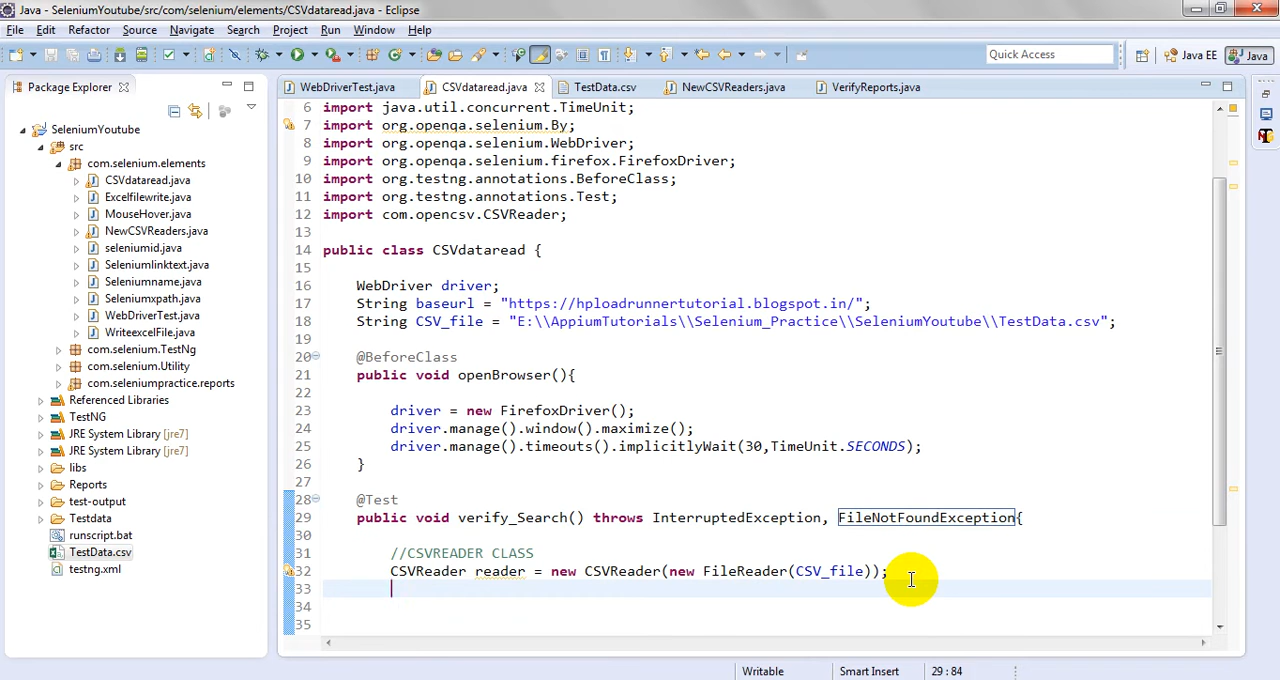 Java - SeleniumYoutube/src/com/selenium/elements/CSVdataread.java - Eclipse
File Edit Refactor Source Navigate Search Project Run Window Help
Quick Access
Java EE
Java
Package Explorer
WebDriverTest.java
CSVdataread.java
TestData.csv
NewCSVReaders.java
VerifyReports.java
SeleniumYoutube
src
com.selenium.elements
CSVdataread.java
Excelfilewrite.java
MouseHover.java
NewCSVReaders.java
seleniumid.java
Seleniumlinktext.java
Seleniumname.java
Seleniumxpath.java
WebDriverTest.java
WriteexcelFile.java
com.selenium.TestNg
com.selenium.Utility
com.seleniumpractice.reports
Referenced Libraries
TestNG
JRE System Library [jre7]
JRE System Library [jre7]
libs
Reports
test-output
Testdata
runscript.bat
TestData.csv
testng.xml
6 import java.util.concurrent.TimeUnit;
7 import org.openqa.selenium.By;
8 import org.openqa.selenium.WebDriver;
9 import org.openqa.selenium.firefox.FirefoxDriver;
10 import org.testng.annotations.BeforeClass;
11 import org.testng.annotations.Test;
12 import com.opencsv.CSVReader;
13
14 public class CSVdataread {
15
16 WebDriver driver;
17 String baseurl = "https://hploadrunnertutorial.blogspot.in/";
18 String CSV_file = "E:\\AppiumTutorials\\Selenium_Practice\\SeleniumYoutube\\TestData.csv";
19
20 @BeforeClass
21 public void openBrowser(){
22
23 driver = new FirefoxDriver();
24 driver.manage().window().maximize();
25 driver.manage().timeouts().implicitlyWait(30,TimeUnit.SECONDS);
26 }
27
28 @Test
29 public void verify_Search() throws InterruptedException, FileNotFoundException{
30
31 //CSVREADER CLASS
32 CSVReader reader = new CSVReader(new FileReader(CSV_file));
33
34
35
Writable
Smart Insert
29 : 84